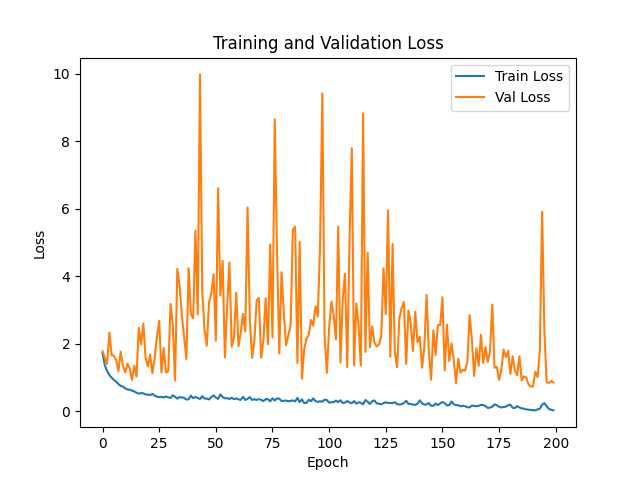 Training and Validation Loss
Train Loss
Val Loss
10
8
6
4
2
0
Loss
0 25 50 75 100 125 150 175 200
Epoch